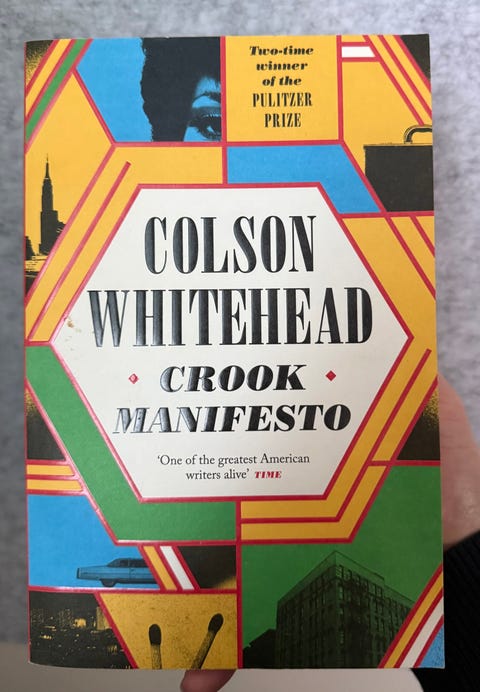 Two-time
winner
of the
PULITZER
PRIZE
COLSON
WHITEHEAD
CROOK
MANIFESTO
‘One of the greatest American
writers alive’ TIME